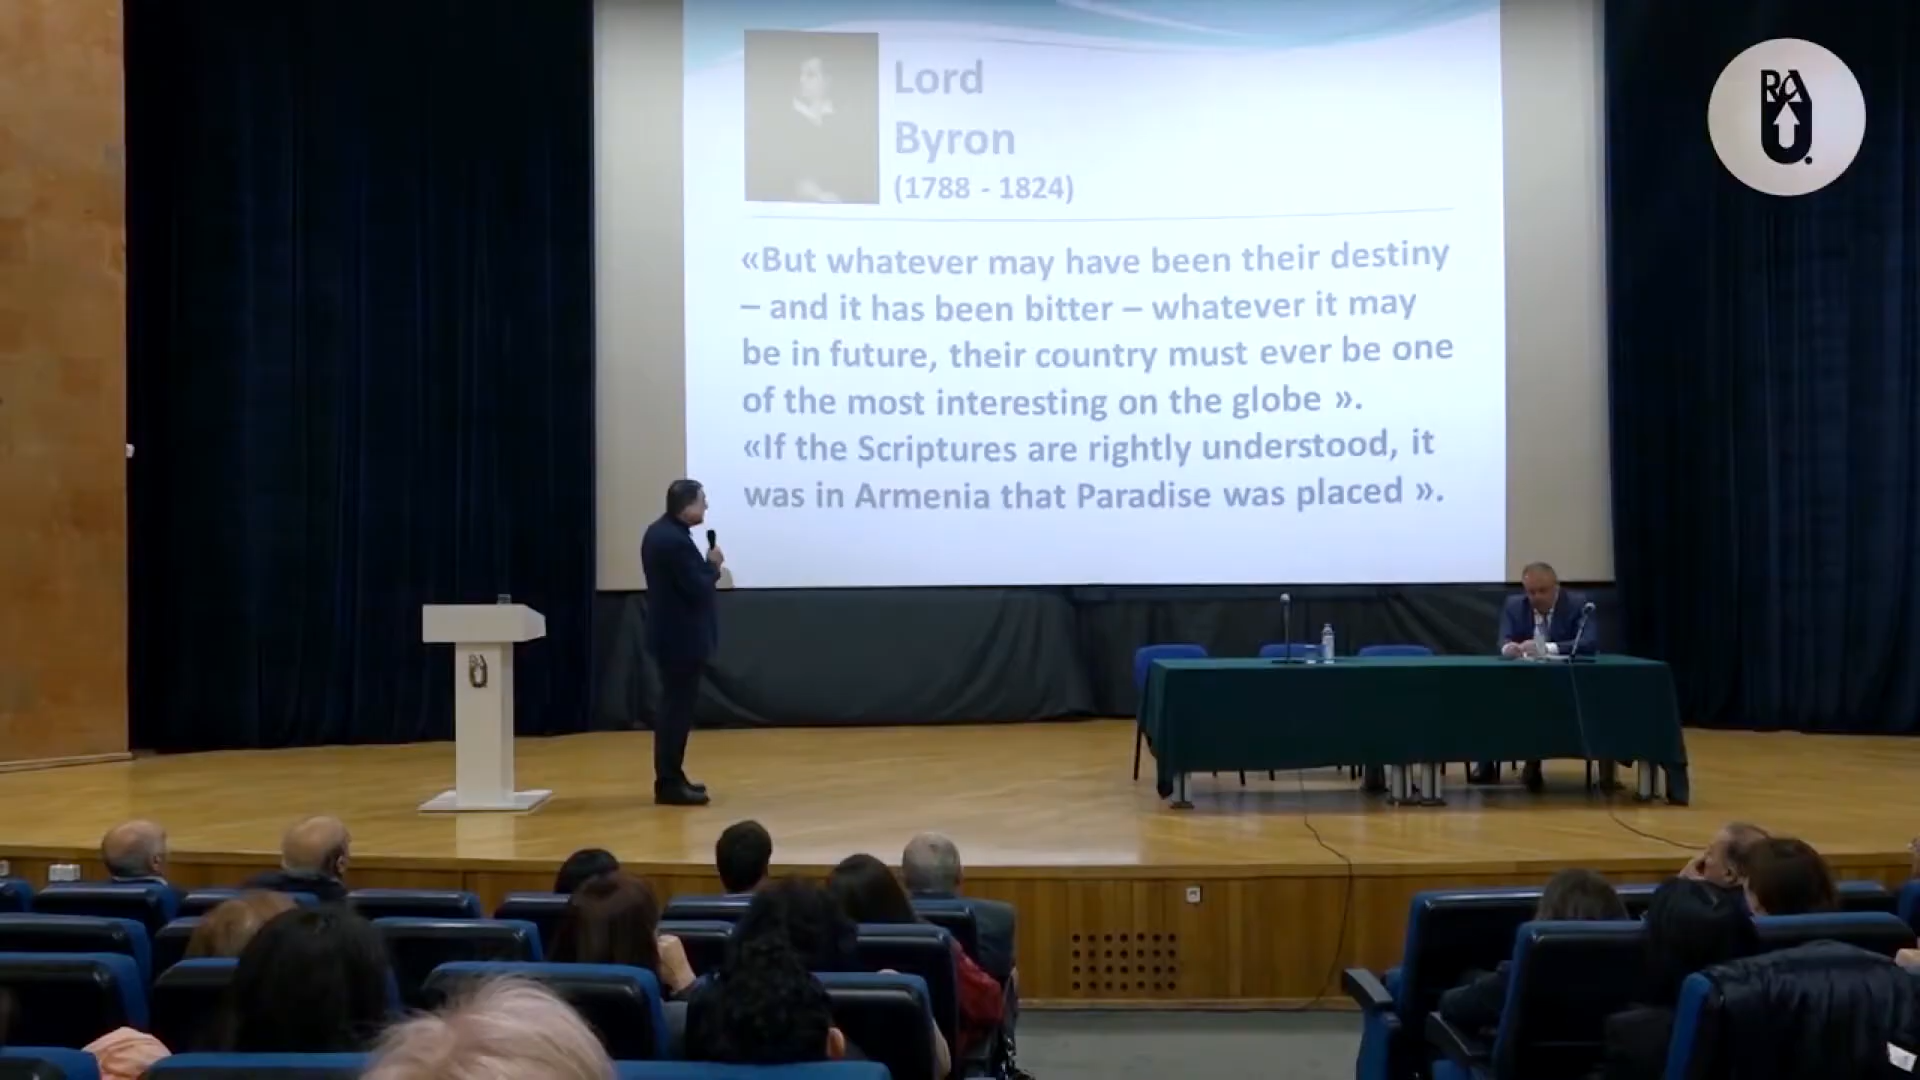 Lord
Byron
(1788 - 1824)
«But whatever may have been their destiny
– and it has been bitter – whatever it may
be in future, their country must ever be one
of the most interesting on the globe ».
«If the Scriptures are rightly understood, it
was in Armenia that Paradise was placed ».
RAU
RAU